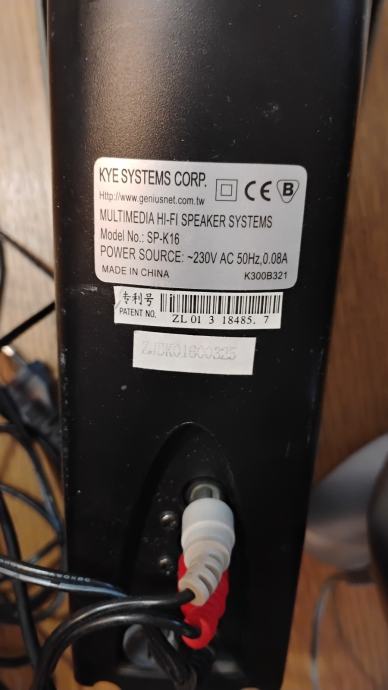 KYE SYSTEMS CORP.
Http://www.geniusnet.com.tw
CE B
MULTIMEDIA HI-FI SPEAKER SYSTEMS
Model No.: SP-K16
POWER SOURCE: ~230V AC 50Hz,0.08A
MADE IN CHINA K300B321
专利号
PATENT NO. ZL 01 3 18485. 7
ZJDK01600325